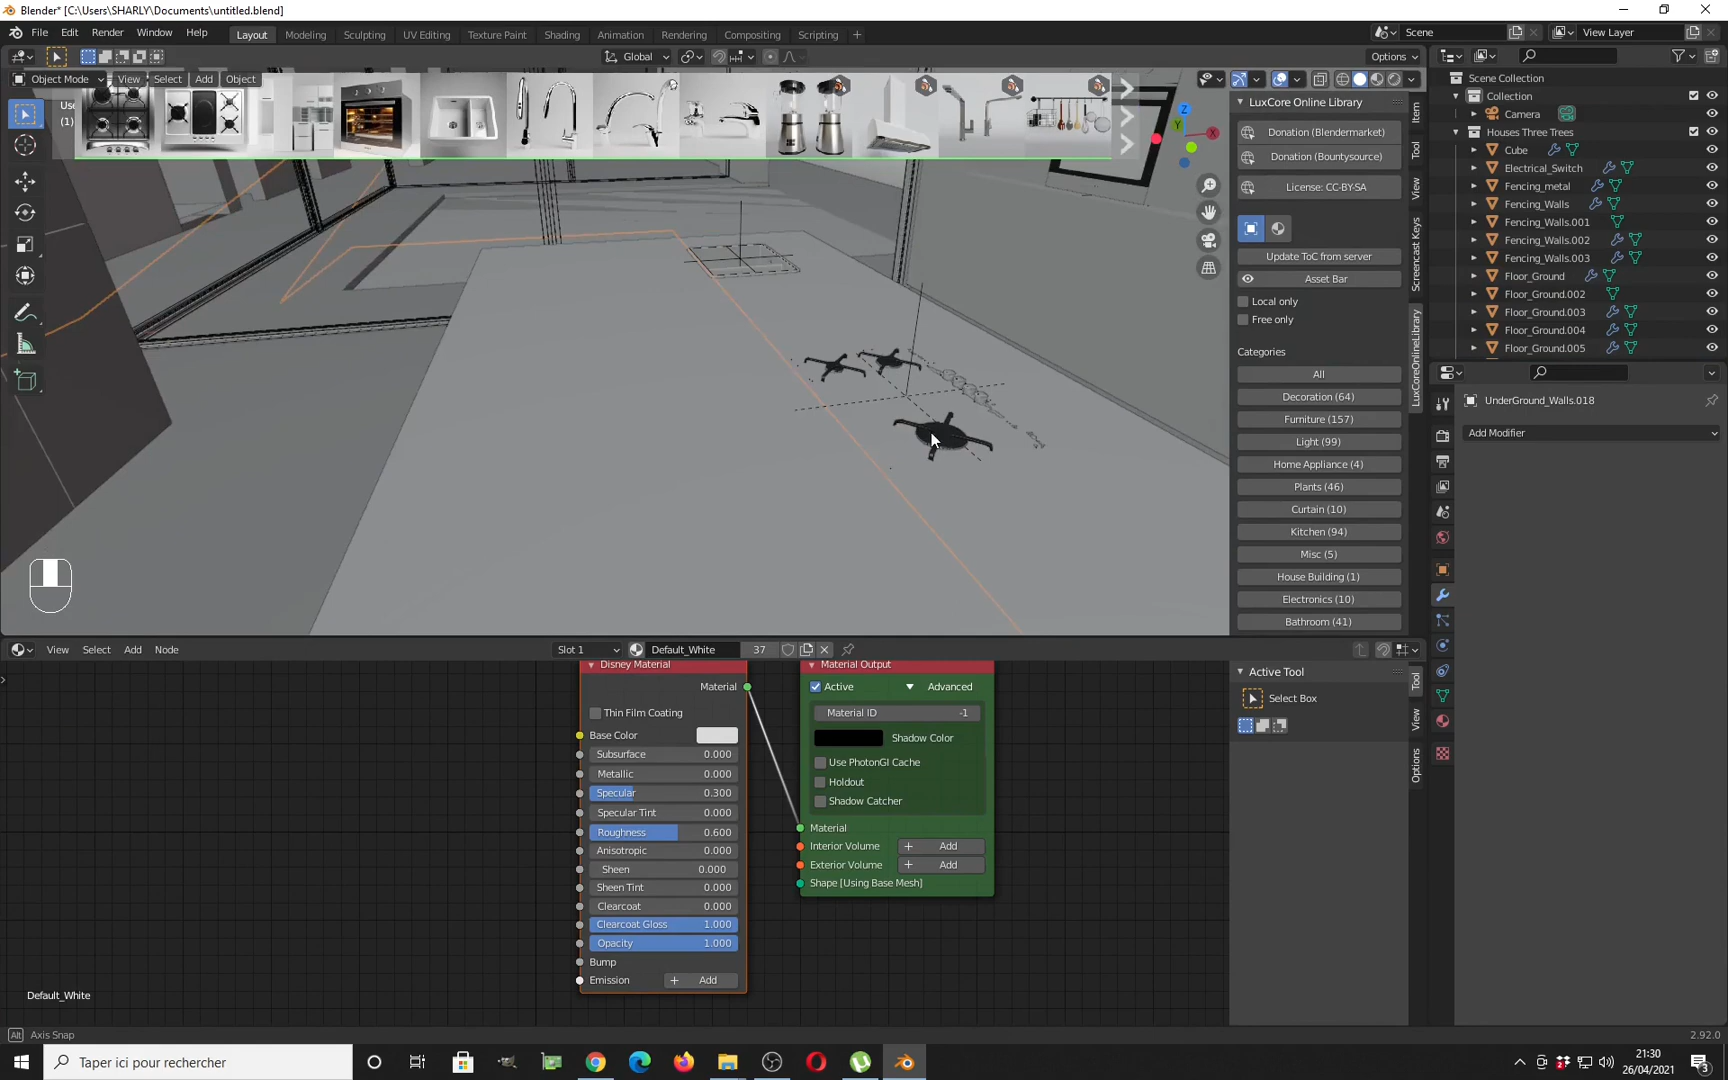 Blender* [C:\Users\SHARLY\Documents\untitled.blend]
File Edit Render Window Help
Layout Modeling Sculpting UV Editing Texture Paint Shading Animation Rendering Compositing Scripting +
Scene View Layer
Global Options
Object Mode View Select Add Object
Use
(1)
LuxCore Online Library
Donation (Blendermarket)
Donation (Bountysource)
License: CC-BY-SA
Update ToC from server
Asset Bar
Local only
Free only
Categories
All
Decoration (64)
Furniture (157)
Light (99)
Home Appliance (4)
Plants (46)
Curtain (10)
Kitchen (94)
Misc (5)
House Building (1)
Electronics (10)
Bathroom (41)
Item
Tool
View
Screencast Keys
LuxCoreOnlineLibrary
Z
Y
X
Scene Collection
Collection
Camera
Houses Three Trees
Cube
Electrical_Switch
Fencing_metal
Fencing_Walls
Fencing_Walls.001
Fencing_Walls.002
Fencing_Walls.003
Floor_Ground
Floor_Ground.002
Floor_Ground.003
Floor_Ground.004
Floor_Ground.005
UnderGround_Walls.018
Add Modifier
View Select Add Node Slot 1 Default_White 37
Disney Material
Material
Thin Film Coating
Base Color
Subsurface 0.000
Metallic 0.000
Specular 0.300
Specular Tint 0.000
Roughness 0.600
Anisotropic 0.000
Sheen 0.000
Sheen Tint 0.000
Clearcoat 0.000
Clearcoat Gloss 1.000
Opacity 1.000
Bump
Emission + Add
Material Output
Active Advanced
Material ID -1
Shadow Color
Use PhotonGI Cache
Holdout
Shadow Catcher
Material
Interior Volume + Add
Exterior Volume + Add
Shape [Using Base Mesh]
Active Tool
Select Box
Tool
View
Options
Default_White
Alt Axis Snap
2.92.0
Taper ici pour rechercher
21:30
26/04/2021
3